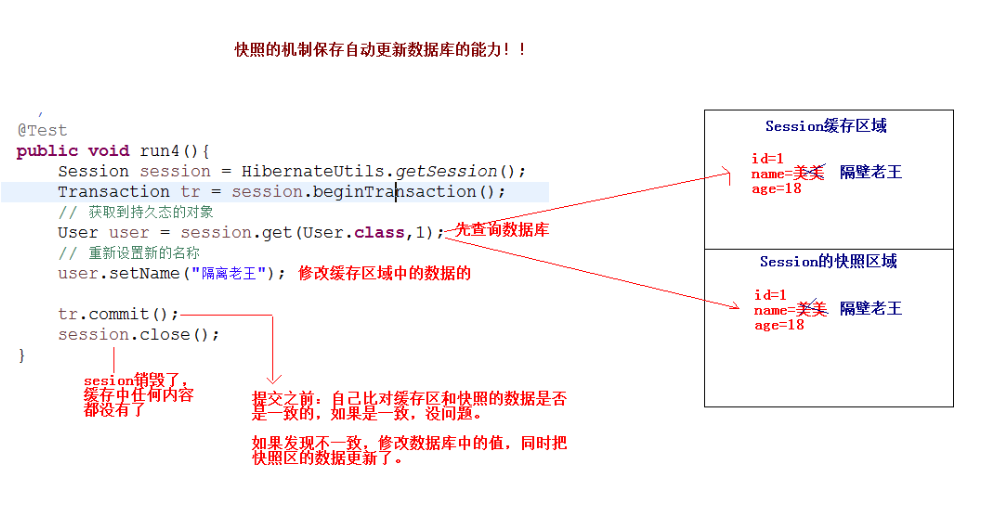 快照的机制保存自动更新数据库的能力！！
@Test
public void run4(){
Session session = HibernateUtils.getSession();
Transaction tr = session.beginTransaction();
// 获取到持久态的对象
User user = session.get(User.class,1);
先查询数据库
// 重新设置新的名称
user.setName("隔离老王");
修改缓存区域中的数据的
tr.commit();
session.close();
}
sesion销毁了，
缓存中任何内容
都没有了
提交之前：自己比对缓存区和快照的数据是否
是一致的，如果是一致，没问题。
如果发现不一致，修改数据库中的值，同时把
快照区的数据更新了。
Session缓存区域
id=1
name=美美 隔壁老王
age=18
Session的快照区域
id=1
name=美美 隔壁老王
age=18